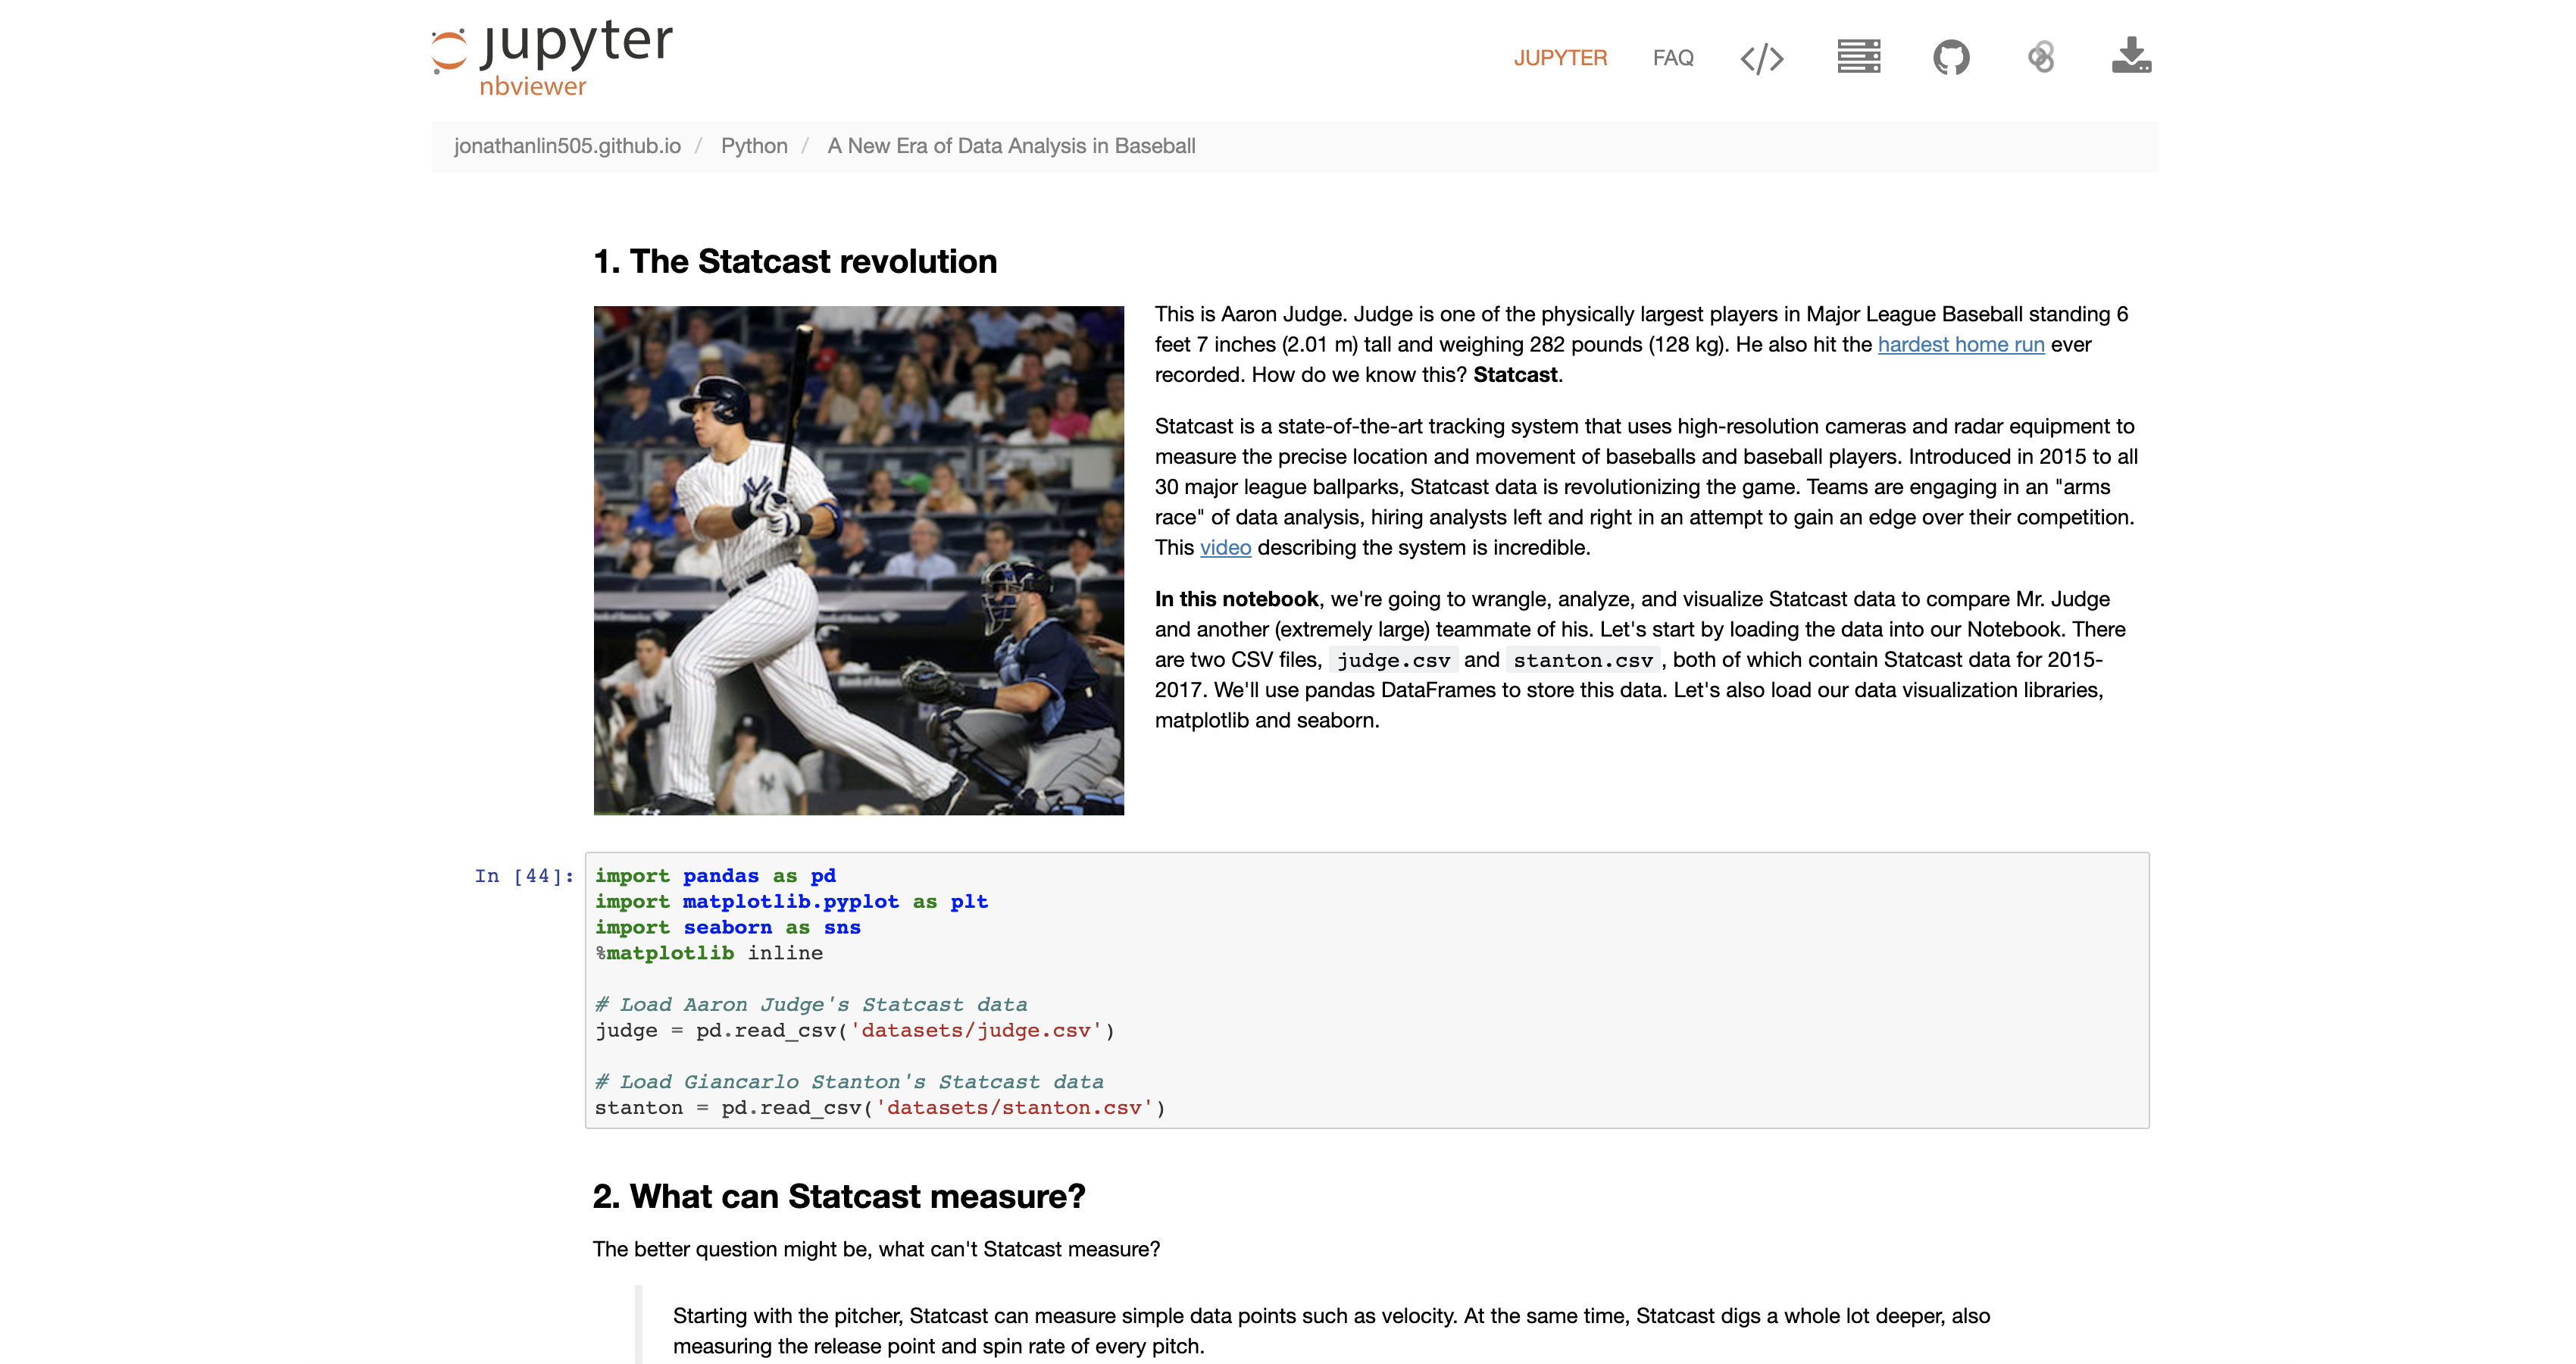 jupyter
nbviewer
JUPYTER FAQ </>
jonathanlin505.github.io / Python / A New Era of Data Analysis in Baseball
1. The Statcast revolution
This is Aaron Judge. Judge is one of the physically largest players in Major League Baseball standing 6
feet 7 inches (2.01 m) tall and weighing 282 pounds (128 kg). He also hit the hardest home run ever
recorded. How do we know this? Statcast.
Statcast is a state-of-the-art tracking system that uses high-resolution cameras and radar equipment to
measure the precise location and movement of baseballs and baseball players. Introduced in 2015 to all
30 major league ballparks, Statcast data is revolutionizing the game. Teams are engaging in an "arms
race" of data analysis, hiring analysts left and right in an attempt to gain an edge over their competition.
This video describing the system is incredible.
In this notebook, we're going to wrangle, analyze, and visualize Statcast data to compare Mr. Judge
and another (extremely large) teammate of his. Let's start by loading the data into our Notebook. There
are two CSV files, judge.csv and stanton.csv, both of which contain Statcast data for 2015-
2017. We'll use pandas DataFrames to store this data. Let's also load our data visualization libraries,
matplotlib and seaborn.
In [44]:
import pandas as pd
import matplotlib.pyplot as plt
import seaborn as sns
%matplotlib inline
# Load Aaron Judge's Statcast data
judge = pd.read_csv('datasets/judge.csv')
# Load Giancarlo Stanton's Statcast data
stanton = pd.read_csv('datasets/stanton.csv')
2. What can Statcast measure?
The better question might be, what can't Statcast measure?
Starting with the pitcher, Statcast can measure simple data points such as velocity. At the same time, Statcast digs a whole lot deeper, also
measuring the release point and spin rate of every pitch.